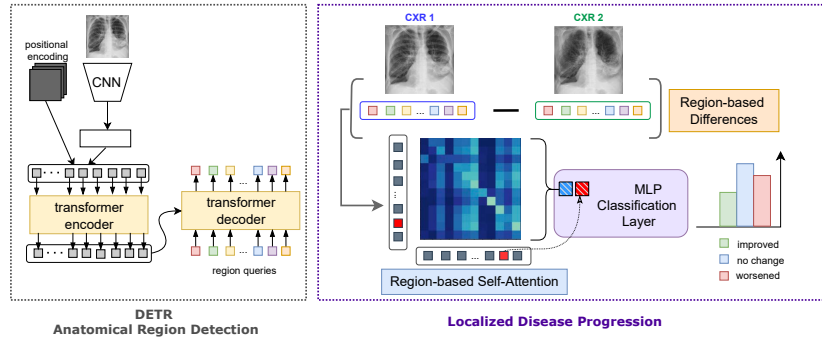 positional
encoding
CNN
...
transformer
encoder
...
transformer
decoder
...
region queries
...
DETR
Anatomical Region Detection
CXR 1
CXR 2
...
...
Region-based
Differences
MLP
Classification
Layer
...
Region-based Self-Attention
improved
no change
worsened
Localized Disease Progression